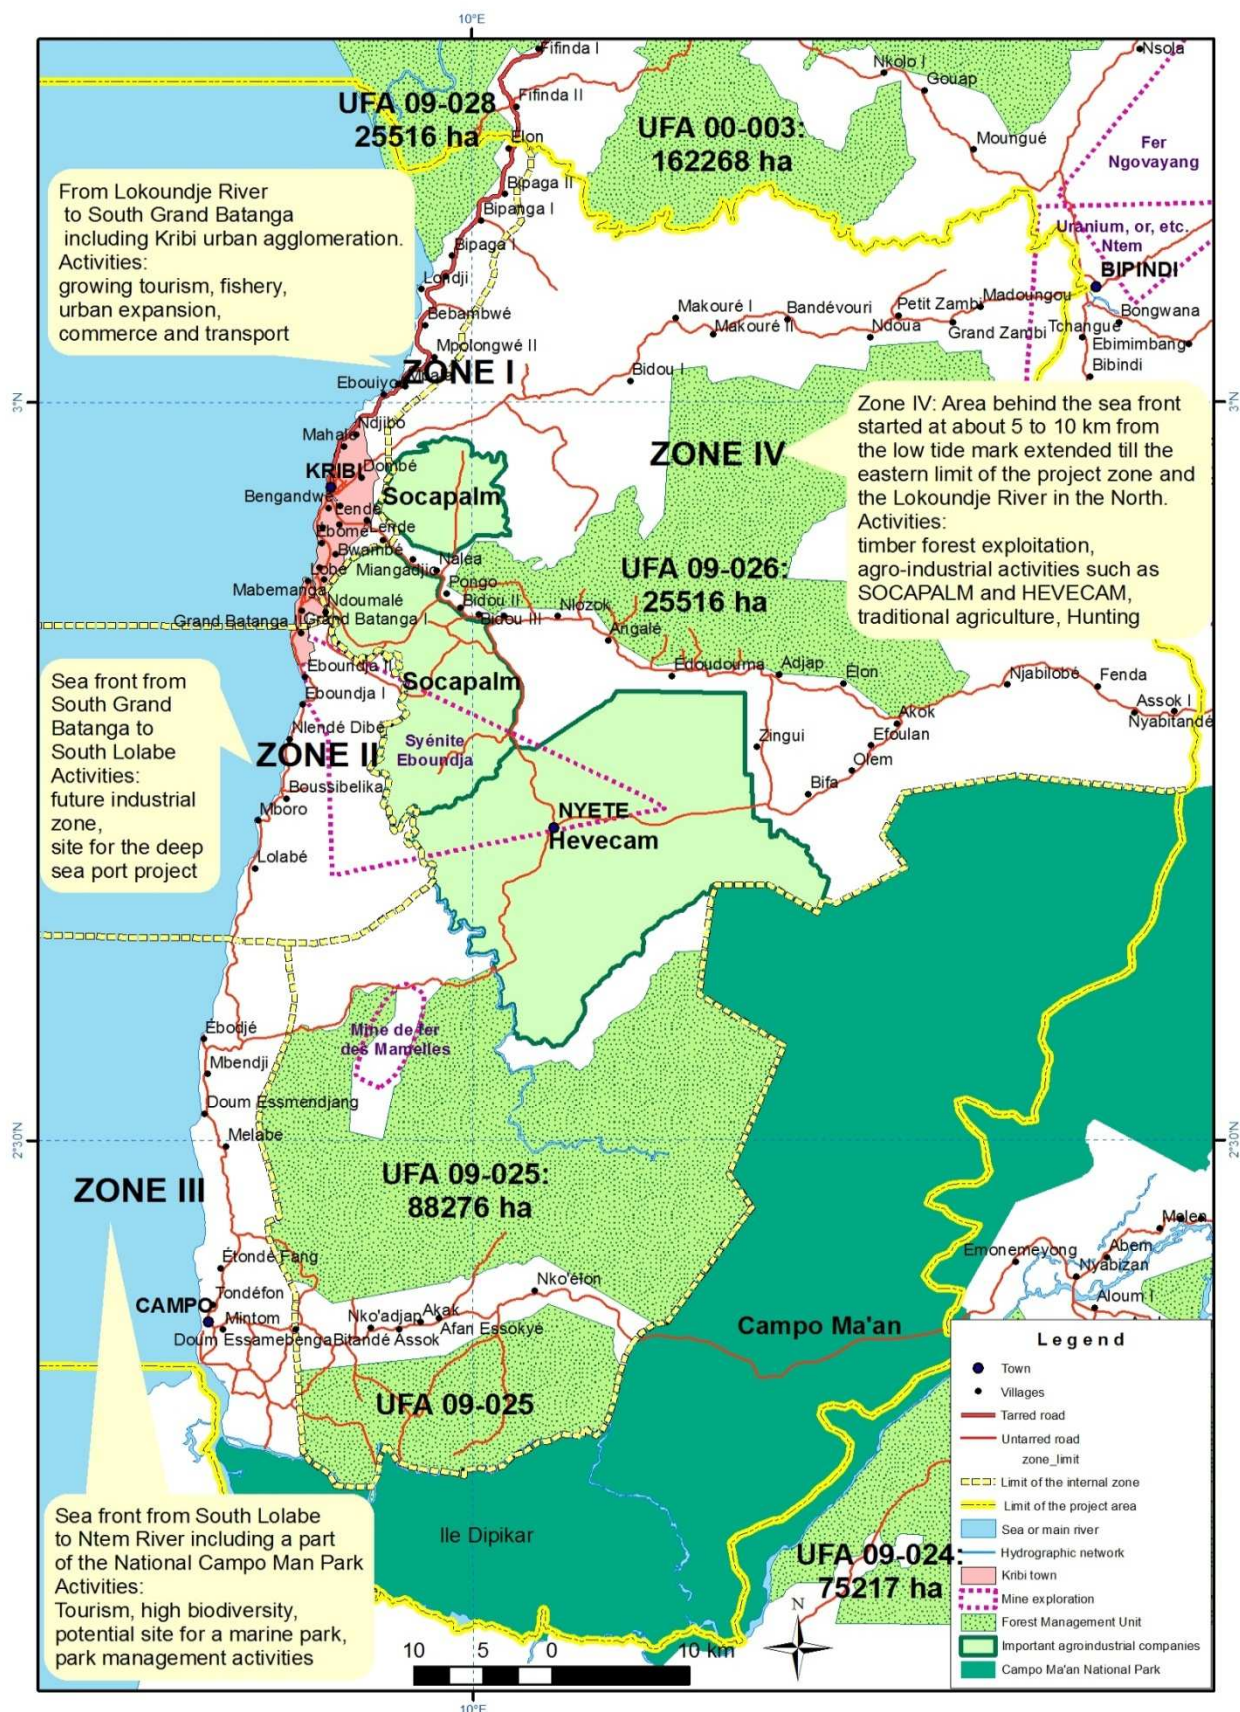 10°E
Fifinda I
Nkolo I
Nsola
Gouap
UFA 09-028
25516 ha
Fifinda II
UFA 00-003:
162268 ha
Elon
Moungué
Fer
Ngovayang
From Lokoundje River
to South Grand Batanga
including Kribi urban agglomeration.
Activities:
growing tourism, fishery,
urban expansion,
commerce and transport
Bipaga II
Bipanga I
Bipaga I
Londji
Bebambwé
Mpolongwé II
Uranium, or, etc.
Ntem
BIPINDI
Makouré I
Bandévouri
Petit Zambi
Madoungou
Bongwana
Makouré II
Ndoua
Grand Zambi
Tchangue
Ebimimbang
Bibindi
ZONE I
Ebouiyo
Bidou I
3°N
3°N
Zone IV: Area behind the sea front
started at about 5 to 10 km from
the low tide mark extended till the
eastern limit of the project zone and
the Lokoundje River in the North.
Activities:
timber forest exploitation,
agro-industrial activities such as
SOCAPALM and HEVECAM,
traditional agriculture, Hunting
Ndjibo
Mahale
ZONE IV
KRIBI
Dombé
Bengandwe
Socapalm
Lendé
Lende
Ebome
Bwambé
Nalea
Lobé
Miangadjio
Pongo
UFA 09-026:
25516 ha
Mabemanga
Ndoumalé
Bidou II
Nlozok
Grand Batanga II
Grand Batanga I
Bidou III
Angalé
Eboundja II
Edoudouma
Adjap
Elon
Njabilobé
Fenda
Sea front from
South Grand
Batanga to
South Lolabe
Activities:
future industrial
zone,
site for the deep
sea port project
Eboundja I
Socapalm
Assok I
Nyabitandé
Nlendé Dibé
Akok
Syénite
Eboundja
Zingui
Efoulan
ZONE II
Olem
Boussibelika
Bifa
Mboro
NYETE
Hevecam
Lolabé
Ebodjé
Mine de fer
des Mamelles
Mbendji
Doum Essmendjang
Melabe
2°30'N
2°30'N
ZONE III
UFA 09-025:
88276 ha
Melen
Étondé Fang
Emonemeyong
Abem
Nyabizan
Nko'élon
Aloum I
Tondéfon
CAMPO
Mintom
Nko'adjap
Akak
Campo Ma'an
Doum
Essamebenga
Bitandé
Assok
Afan Essokyé
UFA 09-025
Legend
Town
Villages
Tarred road
Untarred road
zone_limit
Limit of the internal zone
Limit of the project area
Sea or main river
Hydrographic network
Kribi town
Mine exploration
Forest Management Unit
Important agroindustrial companies
Campo Ma'an National Park
Sea front from South Lolabe
to Ntem River including a part
of the National Campo Man Park
Activities:
Tourism, high biodiversity,
potential site for a marine park,
park management activities
Ile Dipikar
UFA 09-024:
75217 ha
N
10 5 0 10 km
10°E